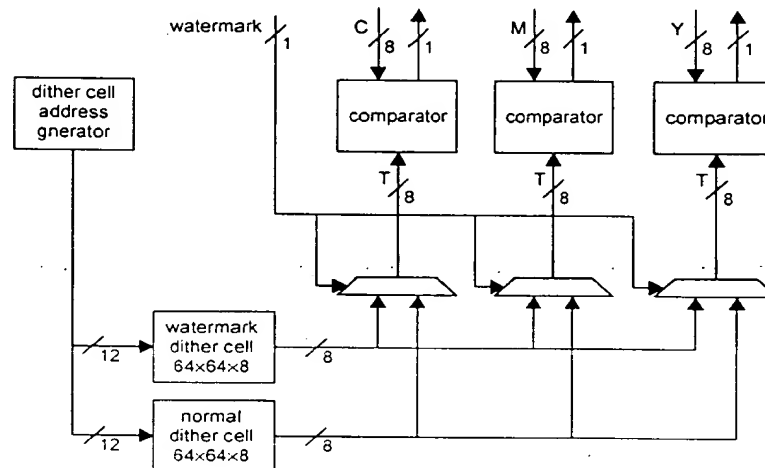 watermark
1
C
8
1
M
8
1
Y
8
1
dither cell
address
gnerator
comparator
comparator
comparator
T
8
T
8
T
8
12
watermark
dither cell
64×64×8
8
12
normal
dither cell
64×64×8
8